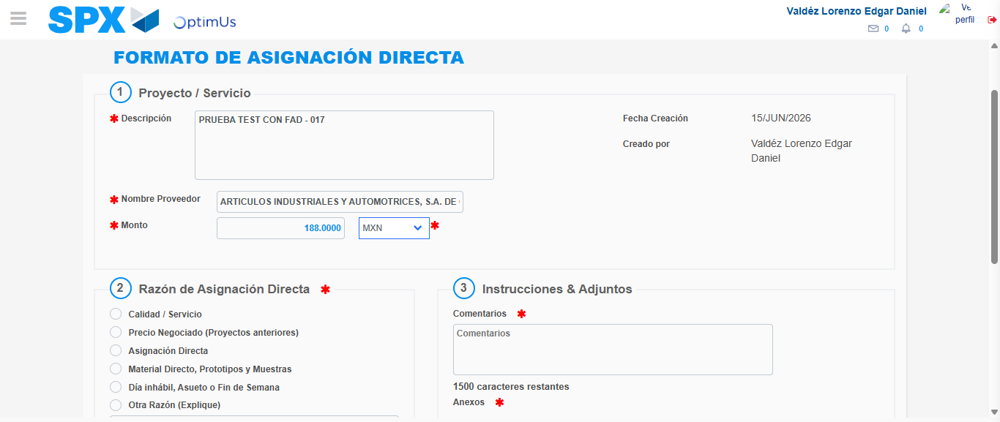 SPX
OptimUs
Valdéz Lorenzo Edgar Daniel
0
0
perfil
FORMATO DE ASIGNACIÓN DIRECTA
1 Proyecto / Servicio
Descripción
PRUEBA TEST CON FAD - 017
Fecha Creación
15/JUN/2026
Creado por
Valdéz Lorenzo Edgar
Daniel
Nombre Proveedor
ARTICULOS INDUSTRIALES Y AUTOMOTRICES, S.A. DE
Monto
188.0000
MXN
2 Razón de Asignación Directa
Calidad / Servicio
Precio Negociado (Proyectos anteriores)
Asignación Directa
Material Directo, Prototipos y Muestras
Día inhábil, Asueto o Fin de Semana
Otra Razón (Explique)
3 Instrucciones & Adjuntos
Comentarios
Comentarios
1500 caracteres restantes
Anexos